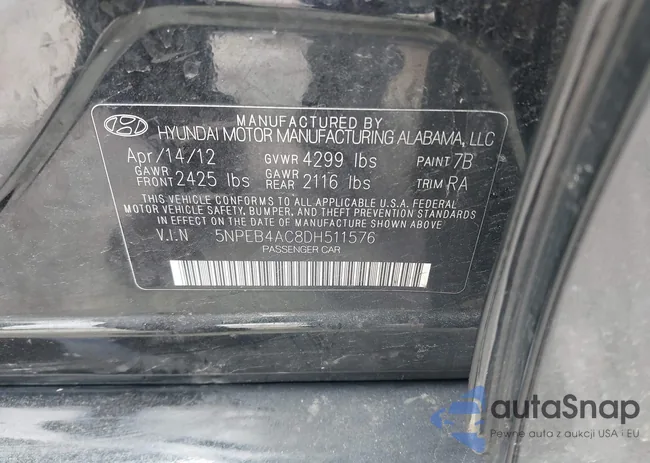 MANUFACTURED BY
HYUNDAI MOTOR MANUFACTURING ALABAMA, LLC
Apr/14/12 GVWR 4299 lbs PAINT 7B
GAWR FRONT 2425 lbs GAWR REAR 2116 lbs TRIM RA
THIS VEHICLE CONFORMS TO ALL APPLICABLE U.S.A. FEDERAL
MOTOR VEHICLE SAFETY, BUMPER, AND THEFT PREVENTION STANDARDS
IN EFFECT ON THE DATE OF MANUFACTURE SHOWN ABOVE.
V.I.N 5NPEB4AC8DH511576
PASSENGER CAR
autaSnap
Pewne auto z aukcji USA i EU